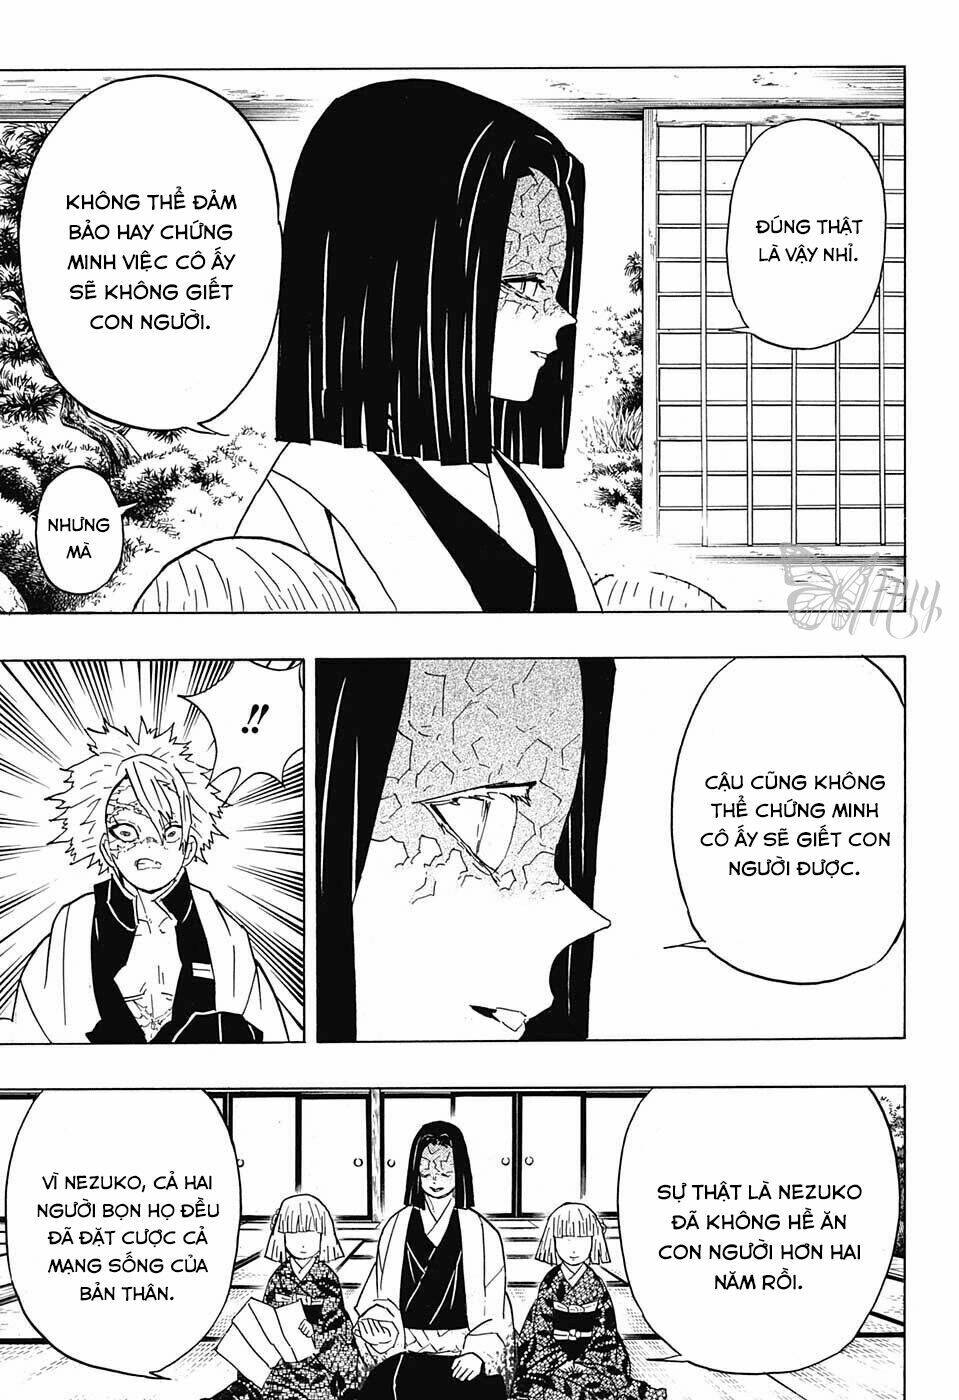 ĐÚNG THẬT
LÀ VẬY NHỈ.
KHÔNG THỂ ĐẢM
BẢO HAY CHỨNG
MINH VIỆC CÔ ẤY
SẼ KHÔNG GIẾT
CON NGƯỜI.
NHƯNG
MÀ
CẬU CŨNG KHÔNG
THỂ CHỨNG MINH
CÔ ẤY SẼ GIẾT CON
NGƯỜI ĐƯỢC.
!!
SỰ THẬT LÀ NEZUKO
ĐÃ KHÔNG HỀ ĂN
CON NGƯỜI HƠN HAI
NĂM RỒI.
VÌ NEZUKO, CẢ HAI
NGƯỜI BỌN HỌ ĐỀU
ĐÃ ĐẶT CƯỢC CẢ
MẠNG SỐNG CỦA
BẢN THÂN.